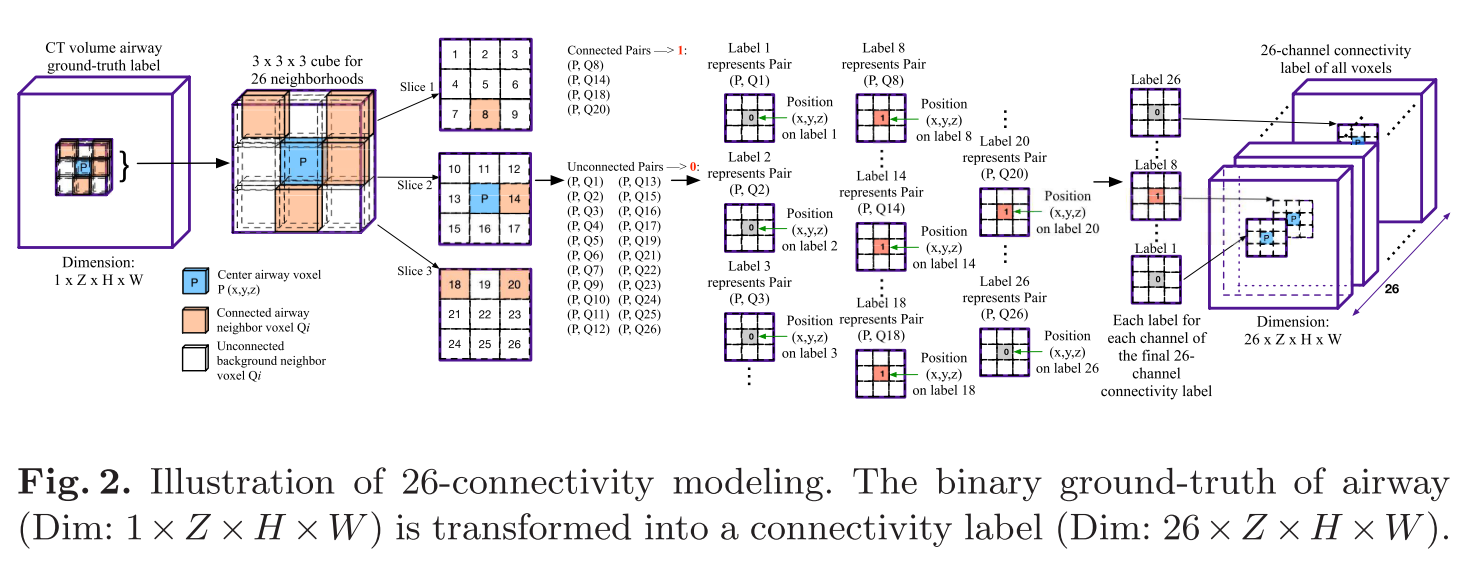 CT volume airway
ground-truth label
Dimension:
1 x Z x H x W
3 x 3 x 3 cube for
26 neighborhoods
P
P
P
Center airway voxel
P (x,y,z)
Connected airway
neighbor voxel Qi
Unconnected
background neighbor
voxel Qi
Slice 1
1 2 3
4 5 6
7 8 9
Slice 2
10 11 12
13 P 14
15 16 17
Slice 3
18 19 20
21 22 23
24 25 26
Connected Pairs —> 1:
(P, Q8)
(P, Q14)
(P, Q18)
(P, Q20)
Unconnected Pairs —> 0:
(P, Q1) (P, Q13)
(P, Q2) (P, Q15)
(P, Q3) (P, Q16)
(P, Q4) (P, Q17)
(P, Q5) (P, Q19)
(P, Q6) (P, Q21)
(P, Q7) (P, Q22)
(P, Q9) (P, Q23)
(P, Q10) (P, Q24)
(P, Q11) (P, Q25)
(P, Q12) (P, Q26)
Label 1
represents Pair
(P, Q1)
0
Position
(x,y,z)
on label 1
Label 2
represents Pair
(P, Q2)
0
Position
(x,y,z)
on label 2
Label 3
represents Pair
(P, Q3)
0
Position
(x,y,z)
on label 3
Label 8
represents Pair
(P, Q8)
1
Position
(x,y,z)
on label 8
Label 14
represents Pair
(P, Q14)
1
Position
(x,y,z)
on label 14
Label 18
represents Pair
(P, Q18)
1
Position
(x,y,z)
on label 18
Label 20
represents Pair
(P, Q20)
1
Position
(x,y,z)
on label 20
Label 26
represents Pair
(P, Q26)
0
Position
(x,y,z)
on label 26
Label 26
0
Label 8
1
Label 1
0
Each label for
each channel of
the final 26-
channel
connectivity label
26-channel connectivity
label of all voxels
P
P
P
26
Dimension:
26 x Z x H x W
Fig. 2. Illustration of 26-connectivity modeling. The binary ground-truth of airway
(Dim: 1 × Z × H × W) is transformed into a connectivity label (Dim: 26 × Z × H × W).